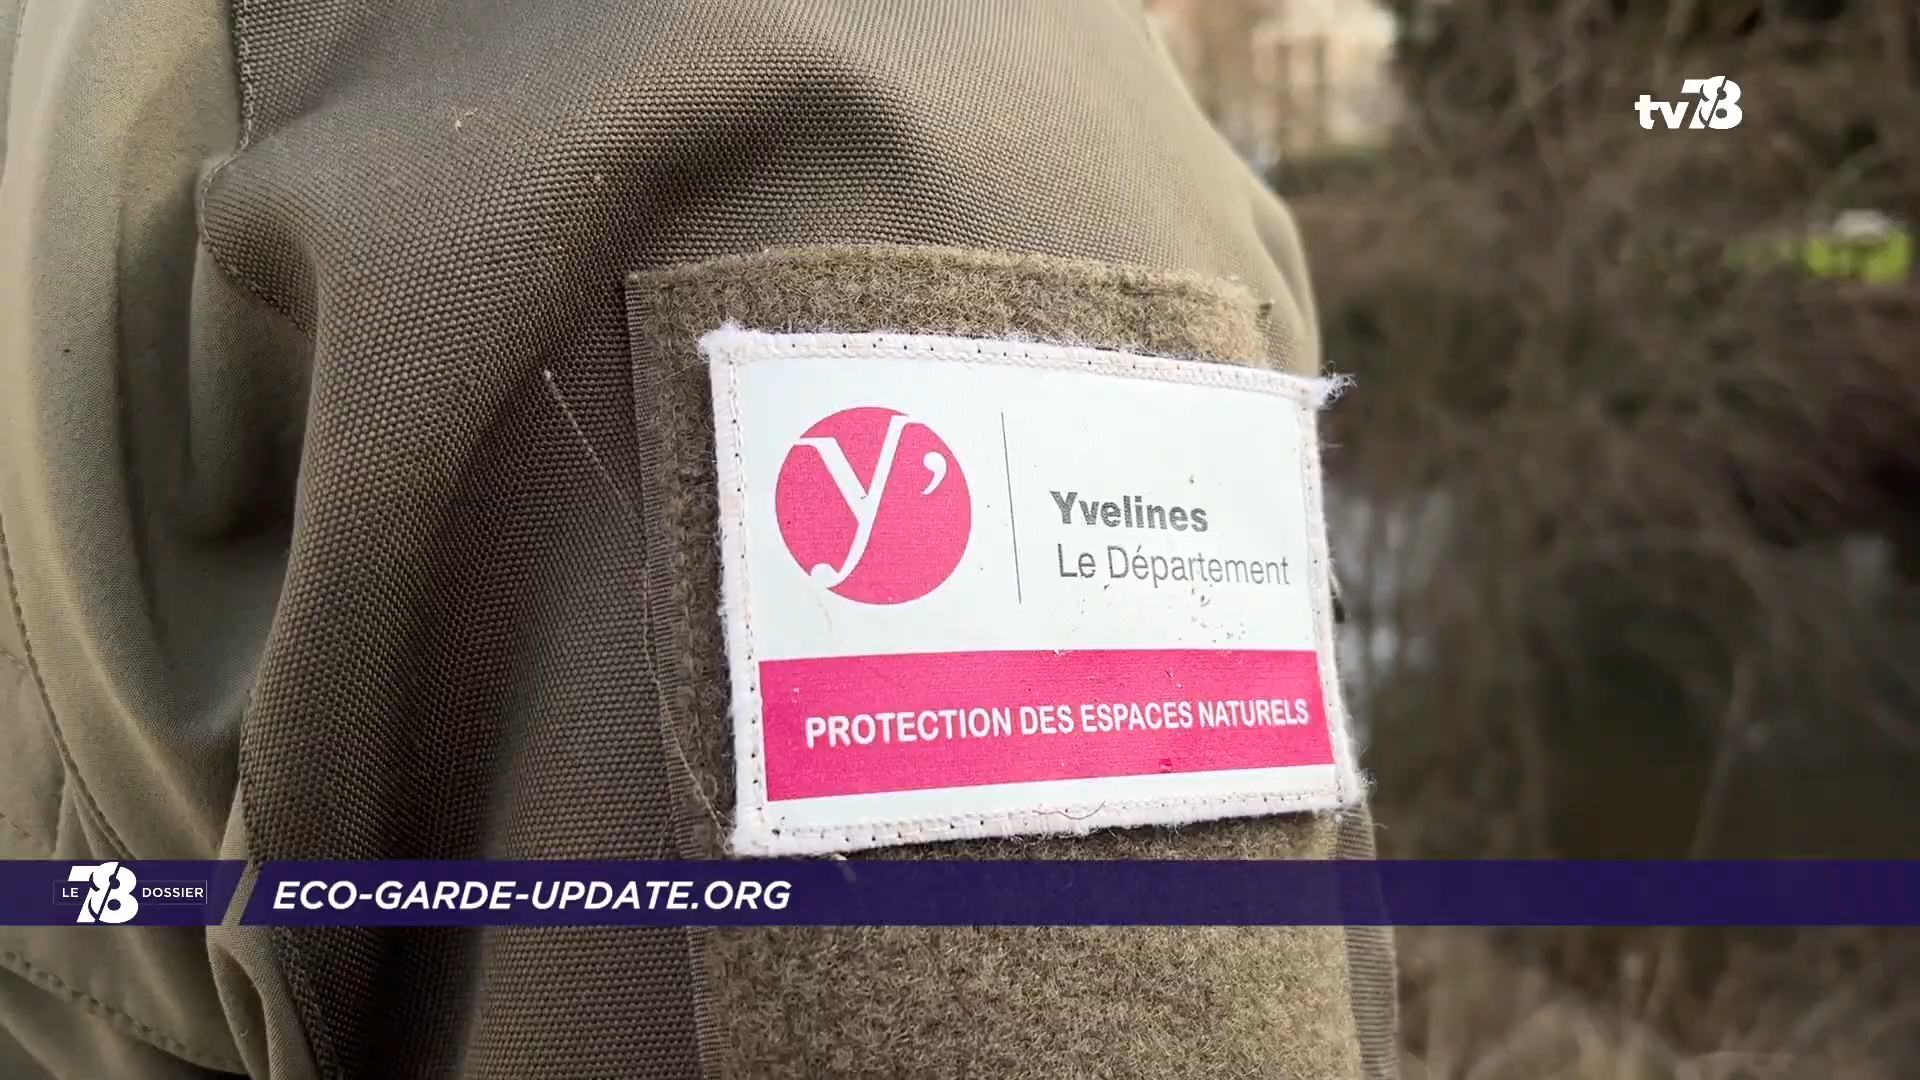 tv78
y'
Yvelines
Le Département
PROTECTION DES ESPACES NATURELS
LE 78 DOSSIER
ECO-GARDE-UPDATE.ORG